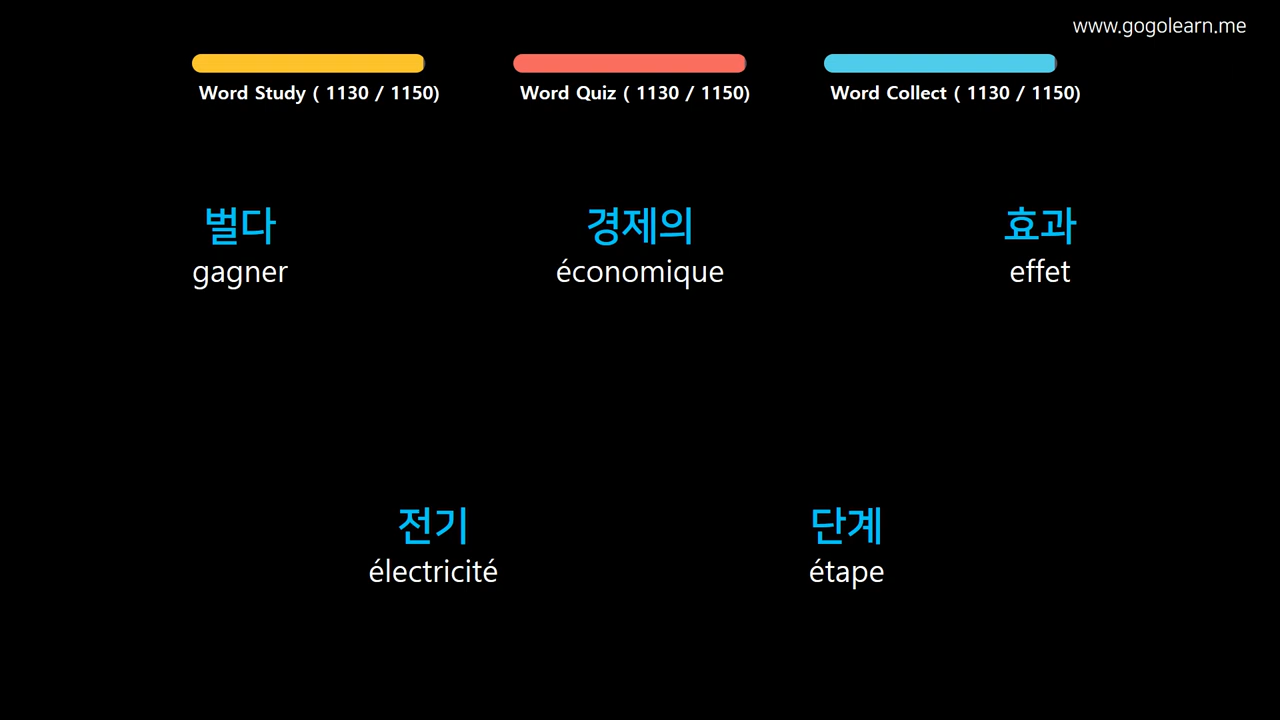 www.gogolearn.me
Word Study ( 1130 / 1150)
Word Quiz ( 1130 / 1150)
Word Collect ( 1130 / 1150)
벌다
gagner
경제의
économique
효과
effet
전기
électricité
단계
étape